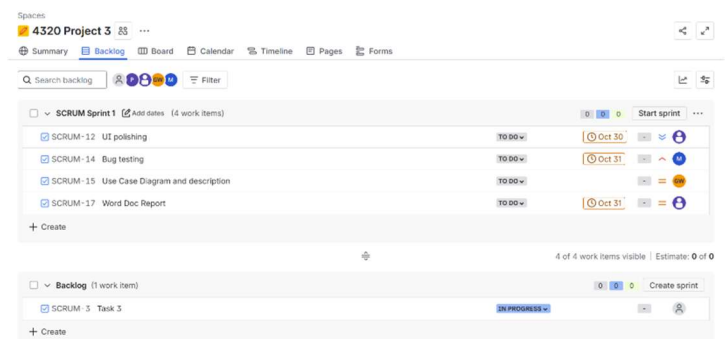 Spaces
4320 Project 3
Summary Backlog Board Calendar Timeline Pages Forms
Search backlog P GW M Filter
SCRUM Sprint 1 Add dates (4 work items) 0 0 0 Start sprint
SCRUM-12 UI polishing TO DO Oct 30 -
SCRUM-14 Bug testing TO DO Oct 31 - M
SCRUM-15 Use Case Diagram and description TO DO - GW
SCRUM-17 Word Doc Report TO DO Oct 31 -
+ Create
4 of 4 work items visible | Estimate: 0 of 0
Backlog (1 work item) 0 0 0 Create sprint
SCRUM-3 Task 3 IN PROGRESS -
+ Create